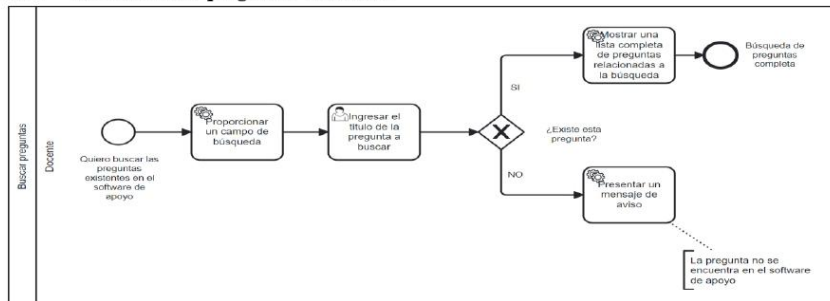 Buscar preguntas
Docente
Quiero buscar las
preguntas
existentes en el
software de
apoyo
Proporcionar
un campo de
búsqueda
Ingresar el
titulo de la
pregunta a
buscar
¿Existe esta
pregunta?
SI
Mostrar una
lista completa
de preguntas
relacionadas a
la búsqueda
Búsqueda de
preguntas
completa
NO
Presentar un
mensaje de
aviso
La pregunta no se
encuentra en el software
de apoyo